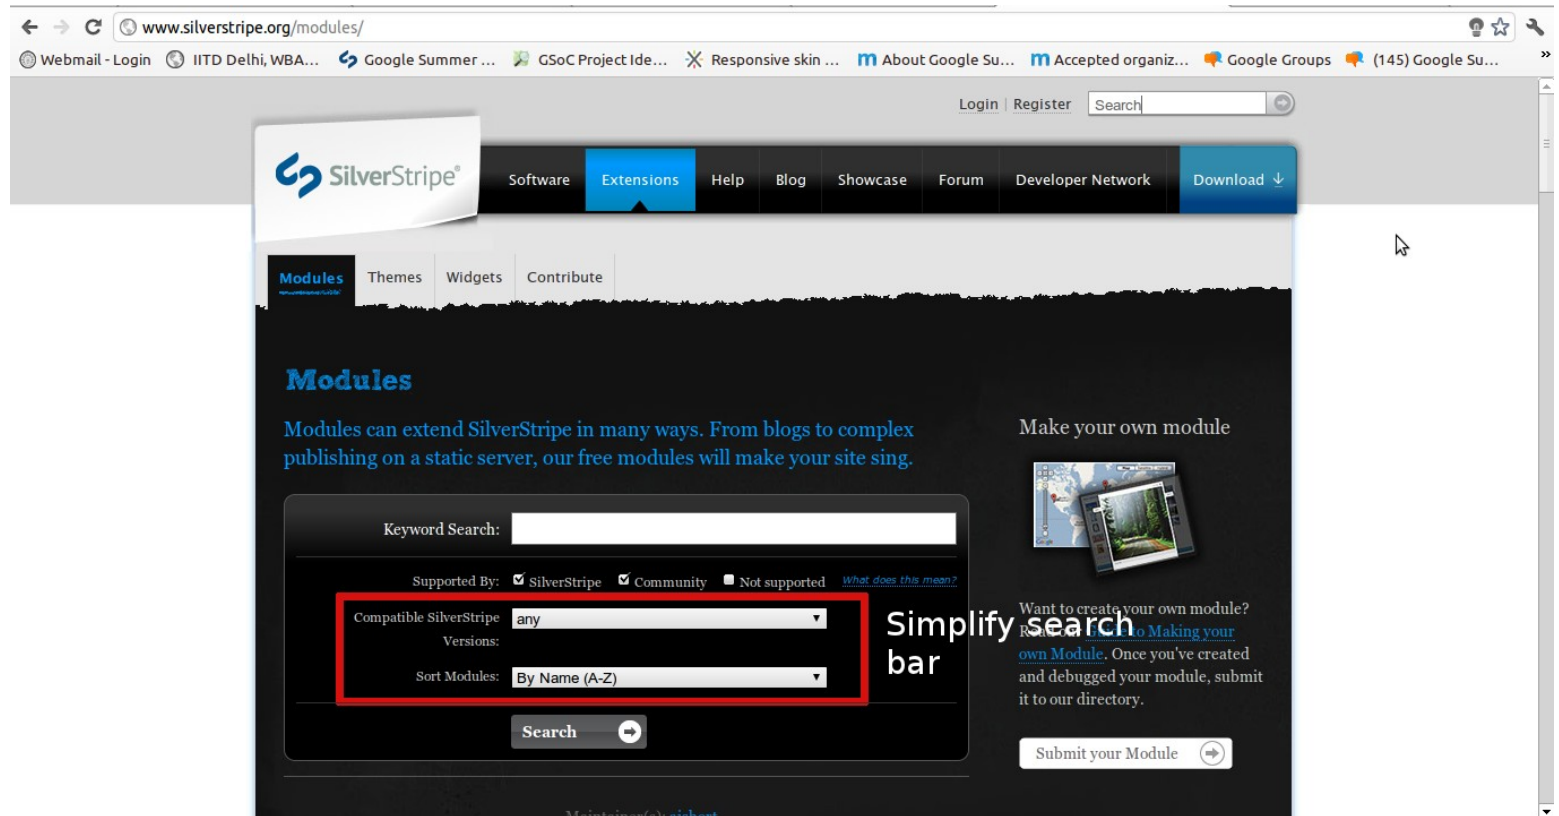 www.silverstripe.org/modules/
Webmail - Login IITD Delhi, WBA... Google Summer ... GSoC Project Ide... Responsive skin ... About Google Su... Accepted organiz... Google Groups (145) Google Su... »
Login | Register Search
SilverStripe®
Software Extensions Help Blog Showcase Forum Developer Network Download
Modules Themes Widgets Contribute
Modules
Modules can extend SilverStripe in many ways. From blogs to complex
publishing on a static server, our free modules will make your site sing.
Keyword Search:
Supported By: SilverStripe Community Not supported What does this mean?
Compatible SilverStripe
Versions:
any
Sort Modules: By Name (A-Z)
Search
Simplify search
bar
Make your own module
Want to create your own module?
Read our Guide to Making your
own Module. Once you've created
and debugged your module, submit
it to our directory.
Submit your Module